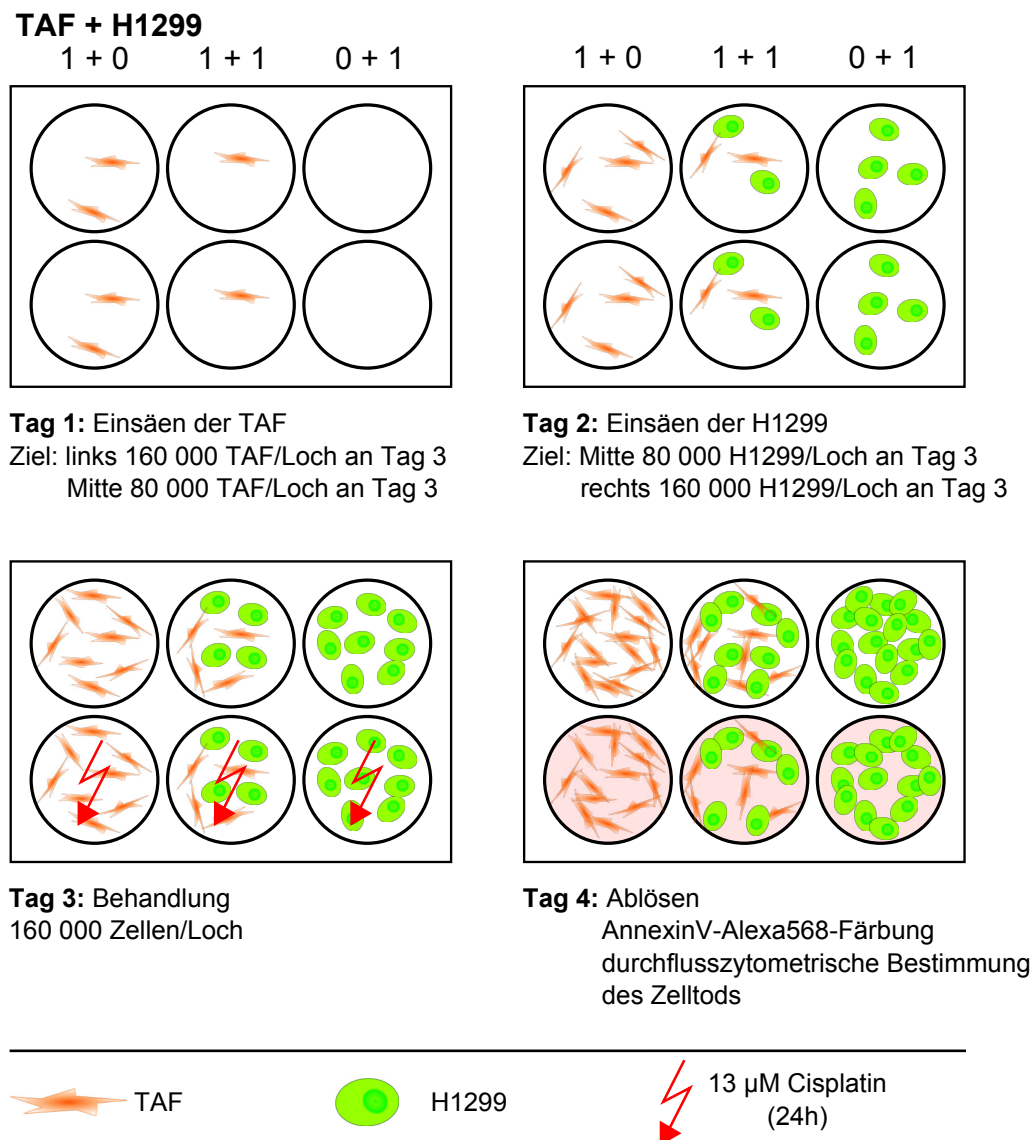 TAF + H1299
1 + 0 1 + 1 0 + 1
1 + 0 1 + 1 0 + 1
Tag 1: Einsäen der TAF
Ziel: links 160 000 TAF/Loch an Tag 3
Mitte 80 000 TAF/Loch an Tag 3
Tag 2: Einsäen der H1299
Ziel: Mitte 80 000 H1299/Loch an Tag 3
rechts 160 000 H1299/Loch an Tag 3
Tag 3: Behandlung
160 000 Zellen/Loch
Tag 4: Ablösen
AnnexinV-Alexa568-Färbung
durchflusszytometrische Bestimmung
des Zelltods
TAF
H1299
13 µM Cisplatin
(24h)